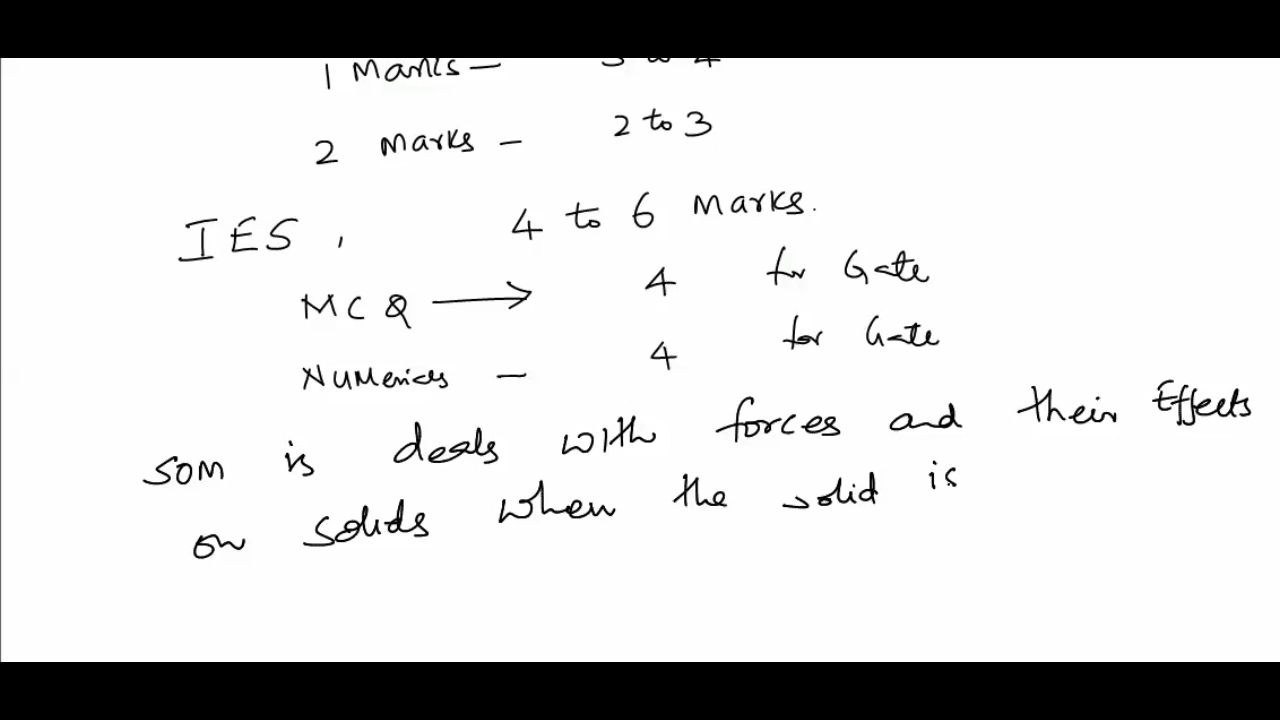 1 Marks -
2 Marks - 2 to 3
IES, 4 to 6 Marks.
MCQ → 4 for Gate
Numerices - 4 for Gate
SOM is deals with forces and their Effects
on solids when the solid is